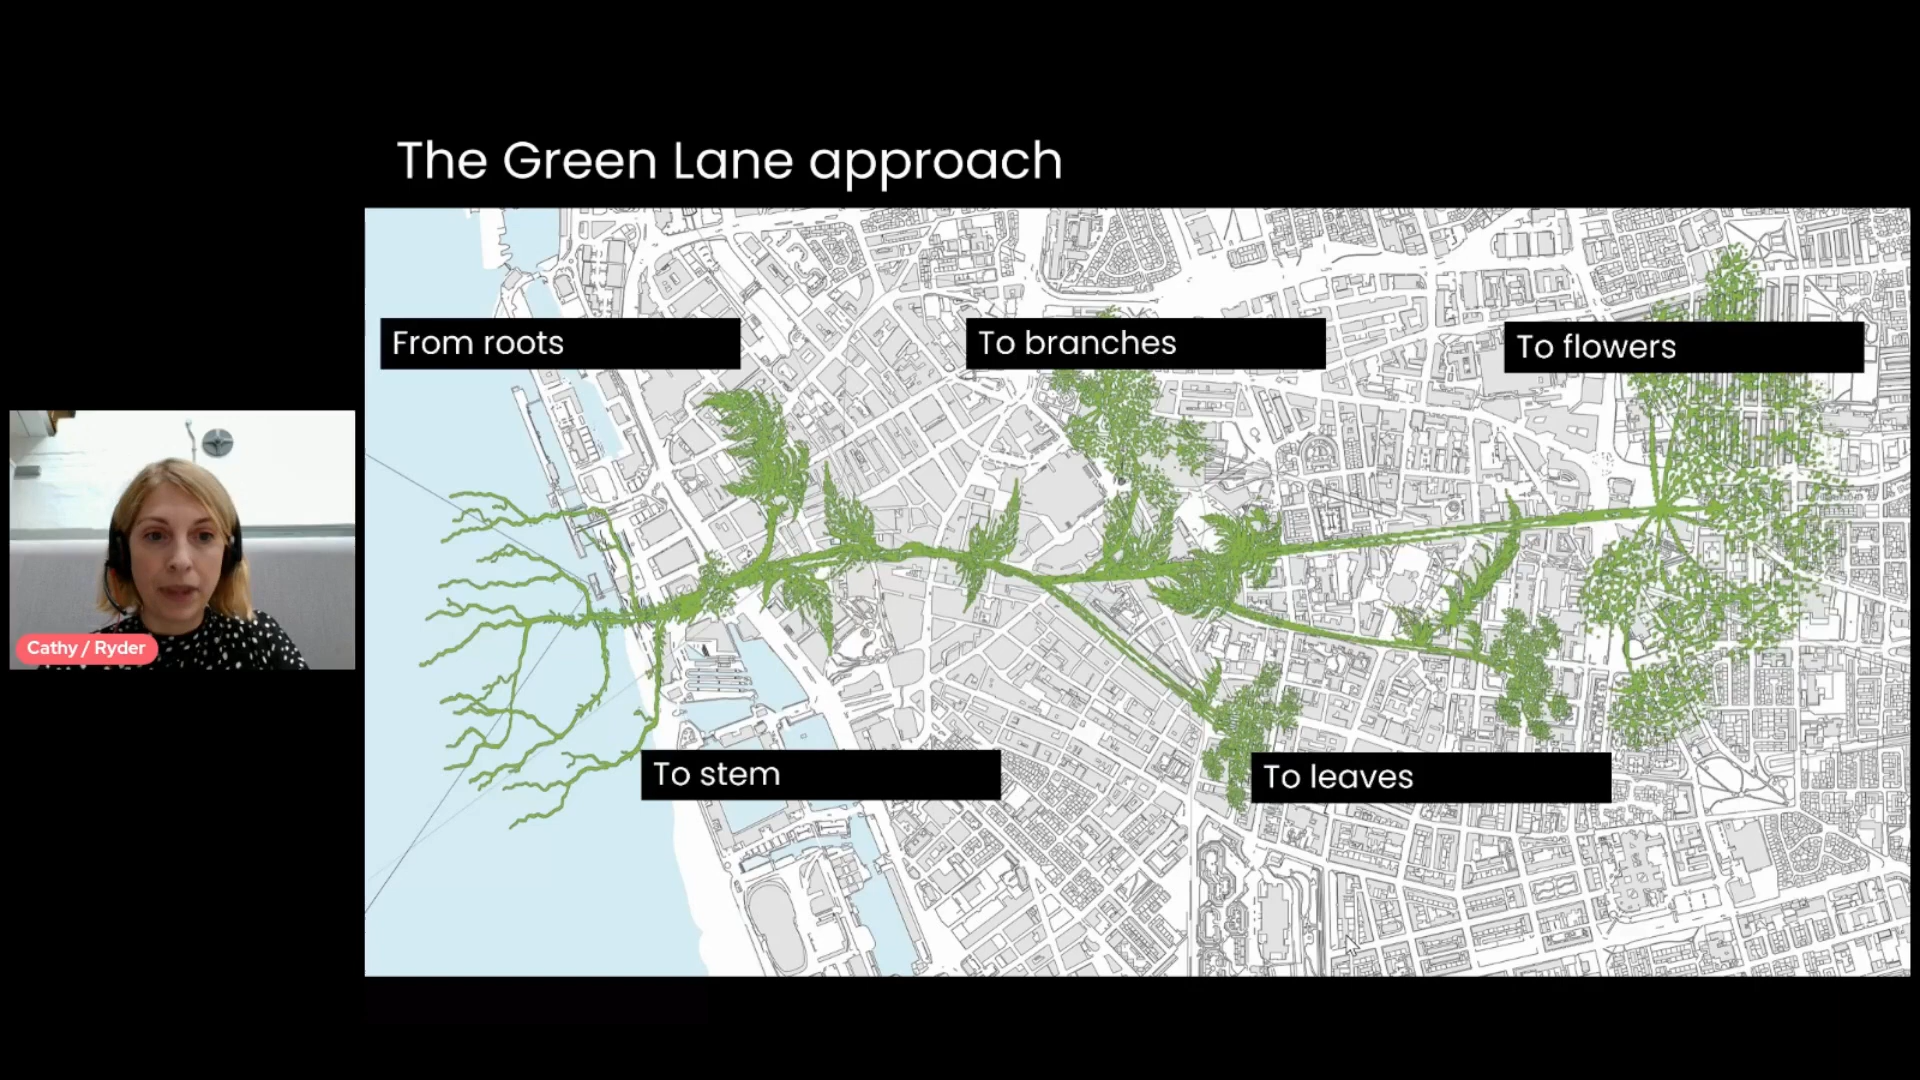 The Green Lane approach
From roots
To branches
To flowers
Cathy / Ryder
To stem
To leaves